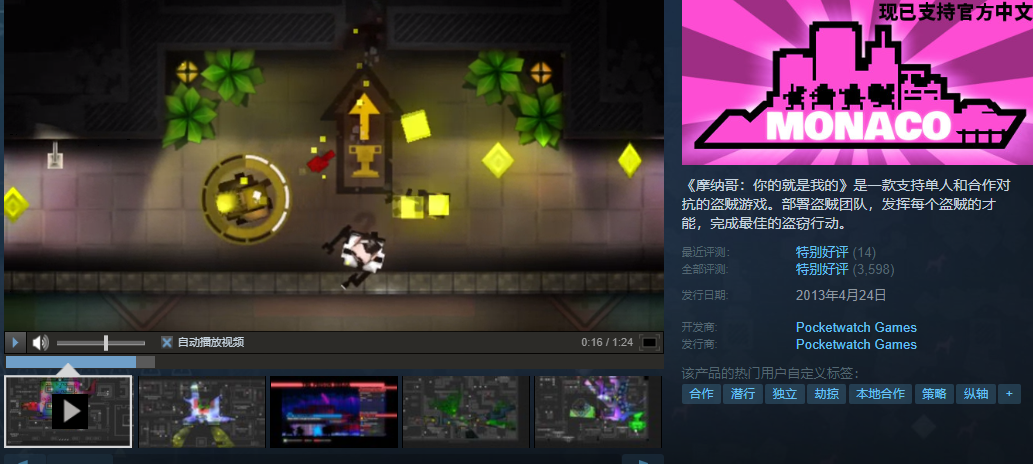 现已支持官方中文
MONACO
《摩纳哥：你的就是我的》是一款支持单人和合作对
抗的盗贼游戏。部署盗贼团队，发挥每个盗贼的才
能，完成最佳的盗窃行动。
最近评测： 特别好评 (14)
全部评测： 特别好评 (3,598)
发行日期： 2013年4月24日
开发商： Pocketwatch Games
发行商： Pocketwatch Games
该产品的热门用户自定义标签：
合作 潜行 独立 劫掠 本地合作 策略 纵轴 +
自动播放视频 0:16 / 1:24